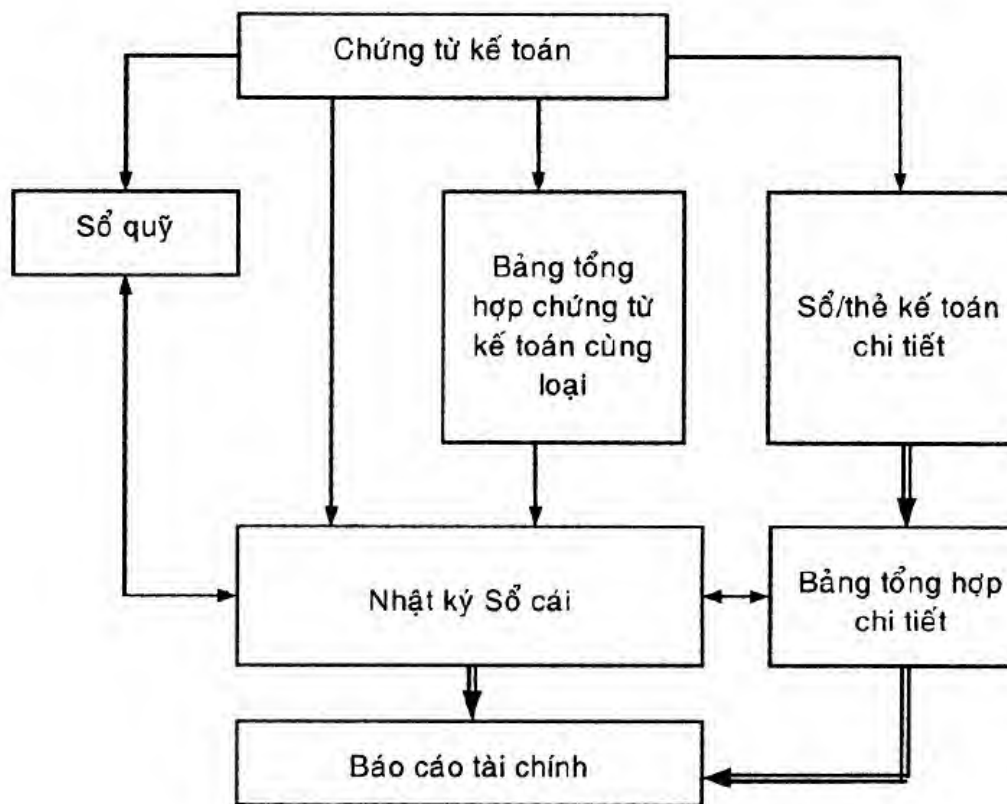 Chứng từ kế toán
Sổ quỹ
Bảng tổng
hợp chứng từ
kế toán cùng
loại
Sổ/thẻ kế toán
chi tiết
Nhật ký Sổ cái
Bảng tổng hợp
chi tiết
Báo cáo tài chính